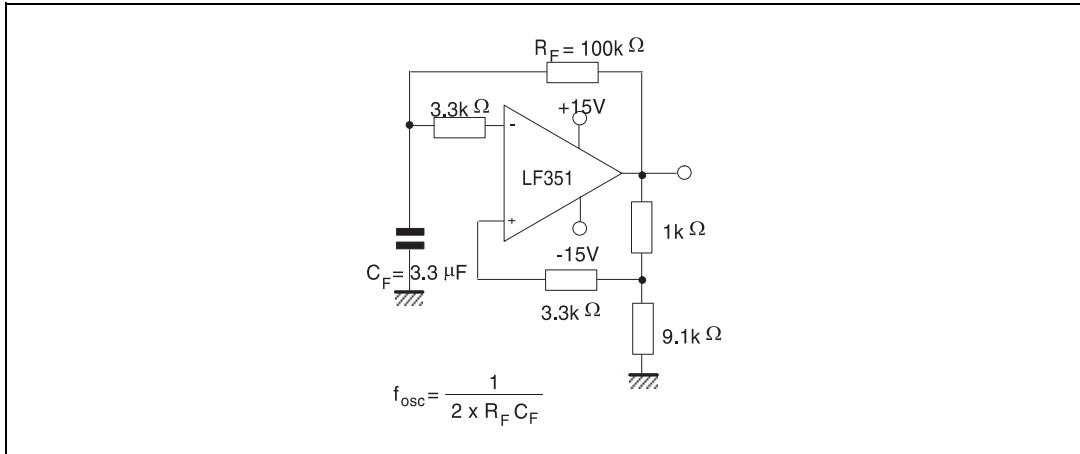 R_F = 100k Ω
3.3k Ω
+15V
-
LF351
+
1k Ω
-15V
C_F = 3.3 μF
3.3k Ω
9.1k Ω
f_osc = 1 / 2 x R_F C_F